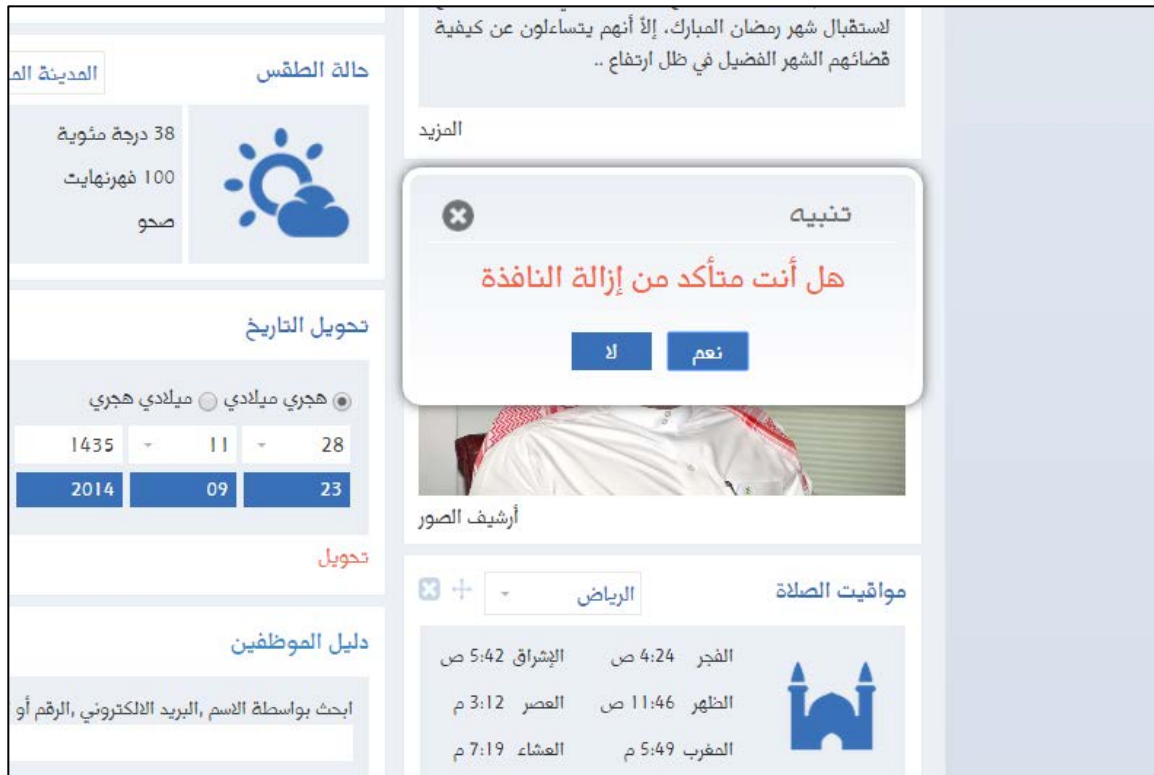 لاستقبال شهر رمضان المبارك، إلاّ أنهم يتساءلون عن كيفية
قضائهم الشهر الفضيل في ظل ارتفاع ..
المزيد
تنبيه
هل أنت متأكد من إزالة النافذة
نعم لا
أرشيف الصور
مواقيت الصلاة الرياض
الفجر 4:24 ص الإشراق 5:42 ص
الظهر 11:46 ص العصر 3:12 م
المغرب 5:49 م العشاء 7:19 م
حالة الطقس المدينة
38 درجة مئوية
100 فهرنهايت
صحو
تحويل التاريخ
هجري ميلادي ميلادي هجري
28 11 1435
23 09 2014
تحويل
دليل الموظفين
ابحث بواسطة الاسم ,البريد الالكتروني ,الرقم أو